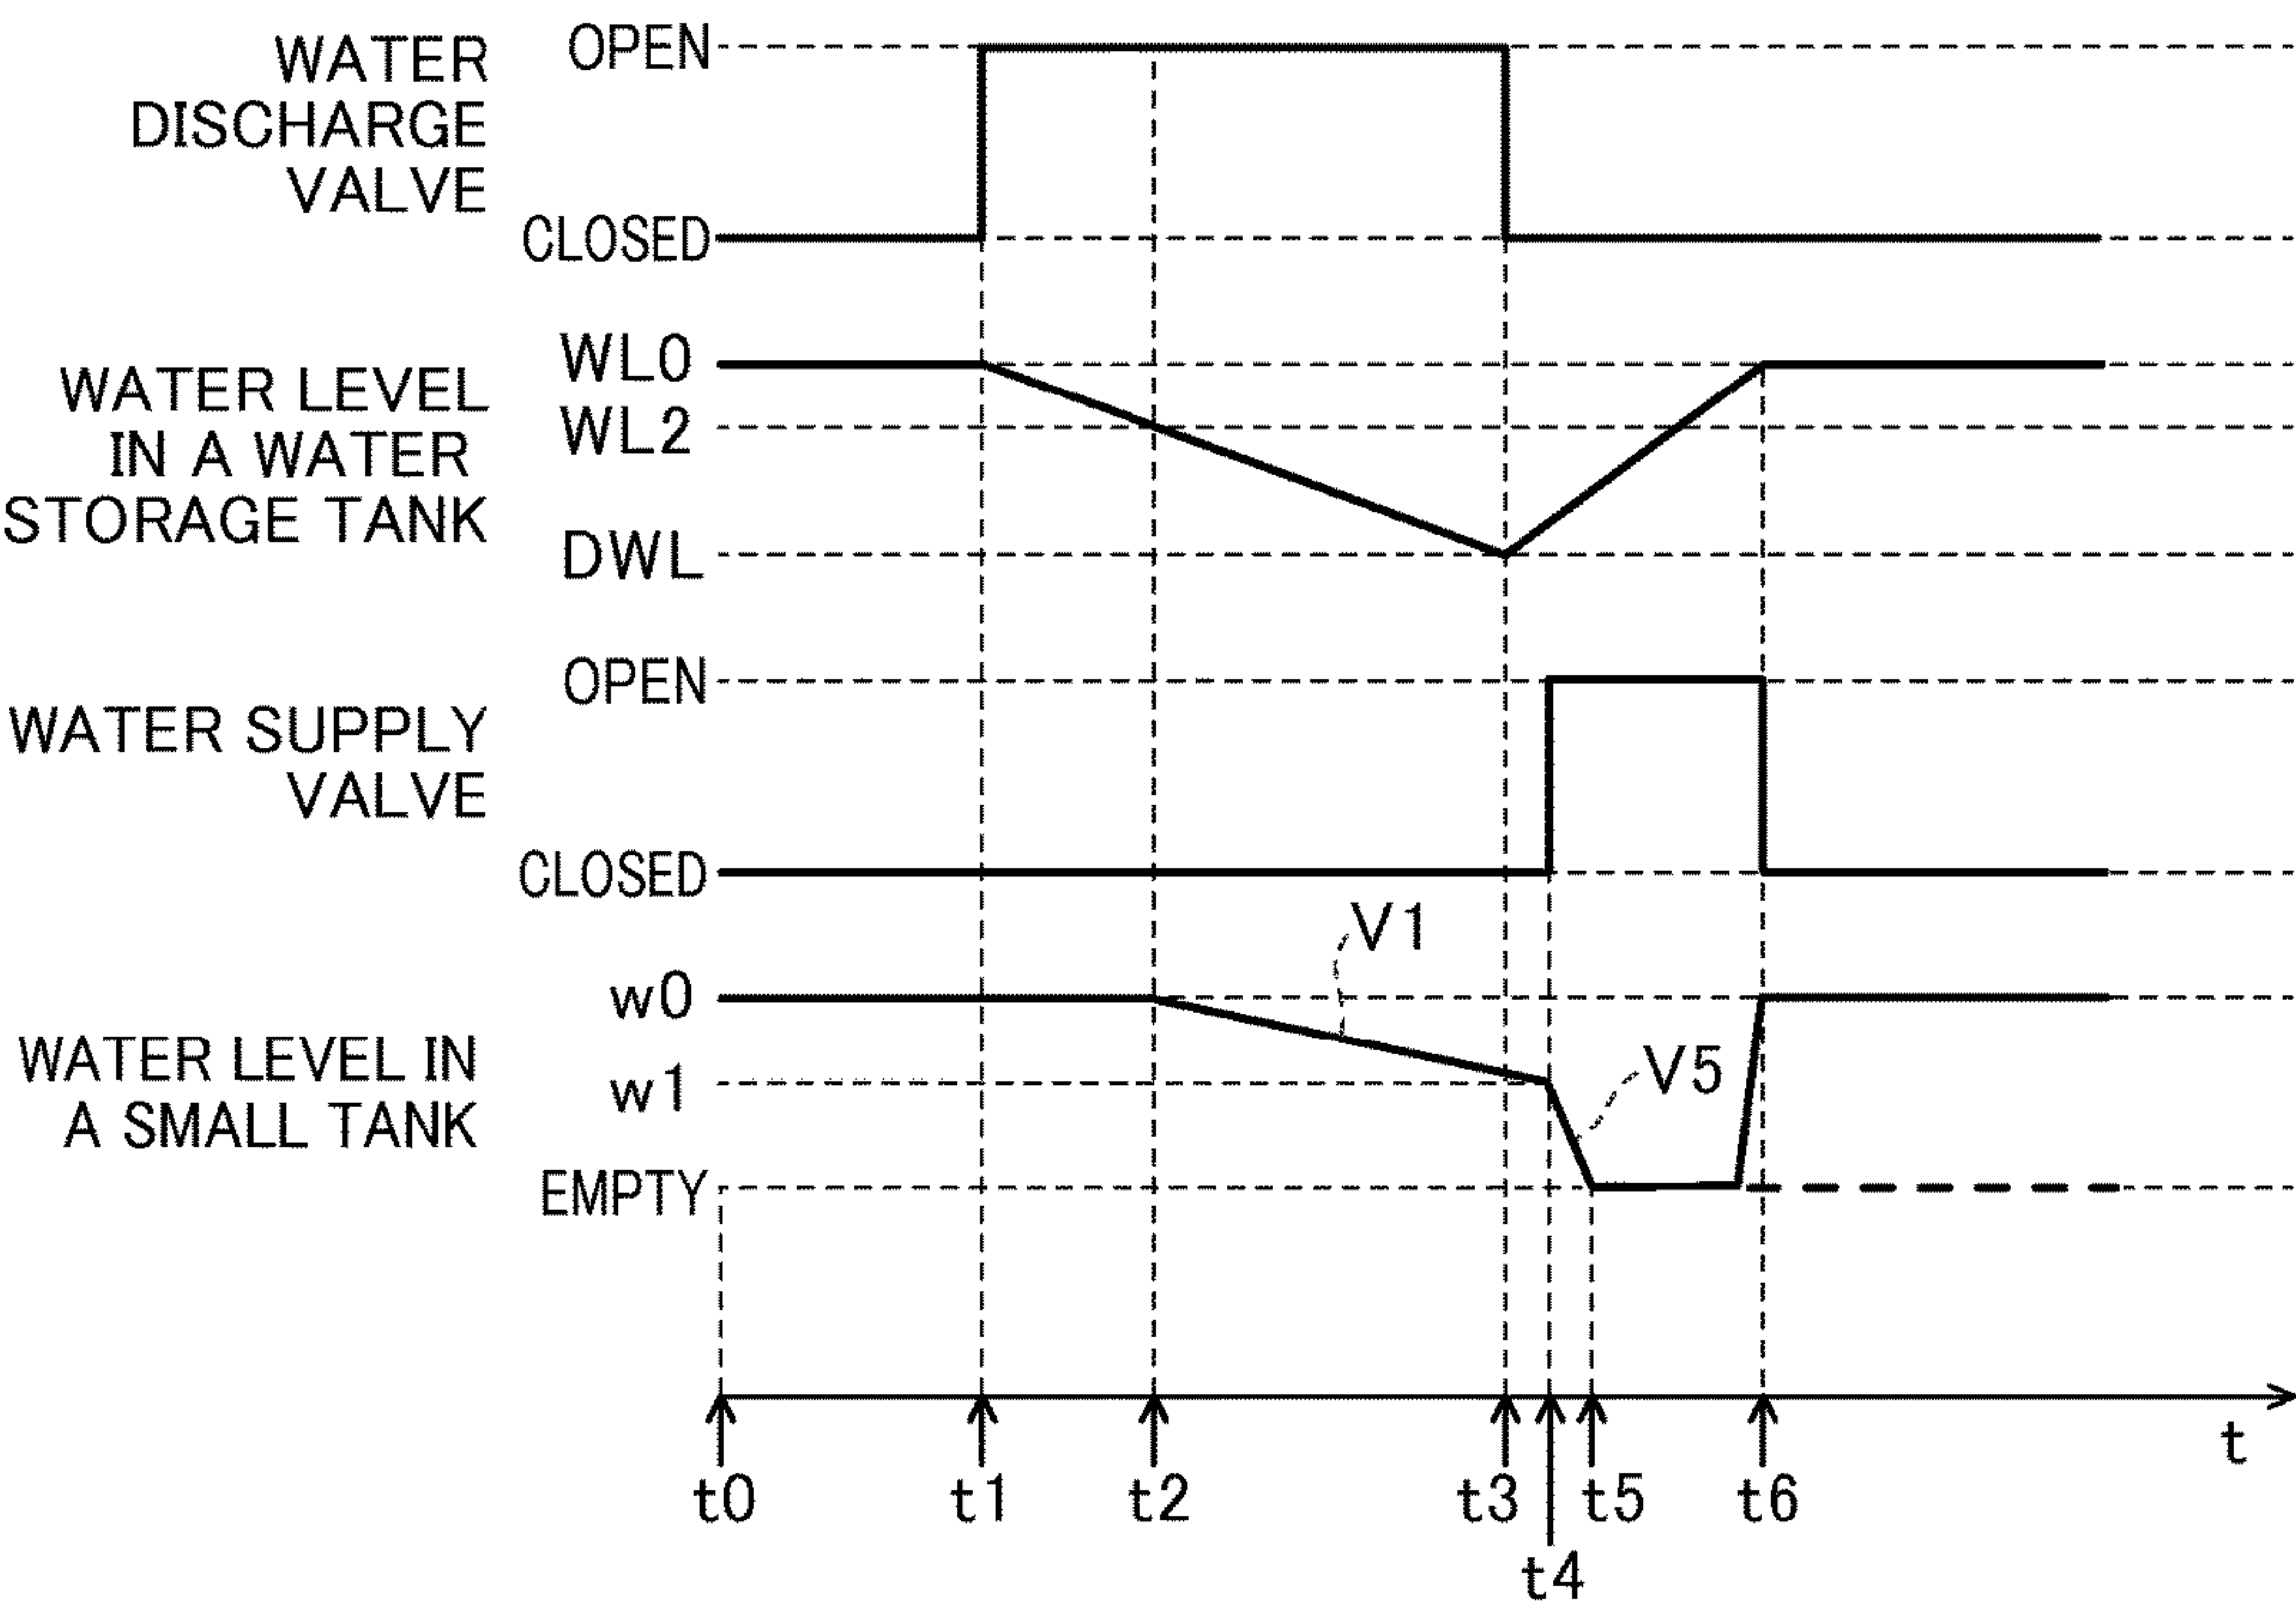 WATER
DISCHARGE
VALVE
OPEN
CLOSED
WATER LEVEL
IN A WATER
STORAGE TANK
WL0
WL2
DWL
WATER SUPPLY
VALVE
OPEN
CLOSED
V1
WATER LEVEL IN
A SMALL TANK
w0
w1
EMPTY
V5
t
t0 t1 t2 t3 t5 t6
t4